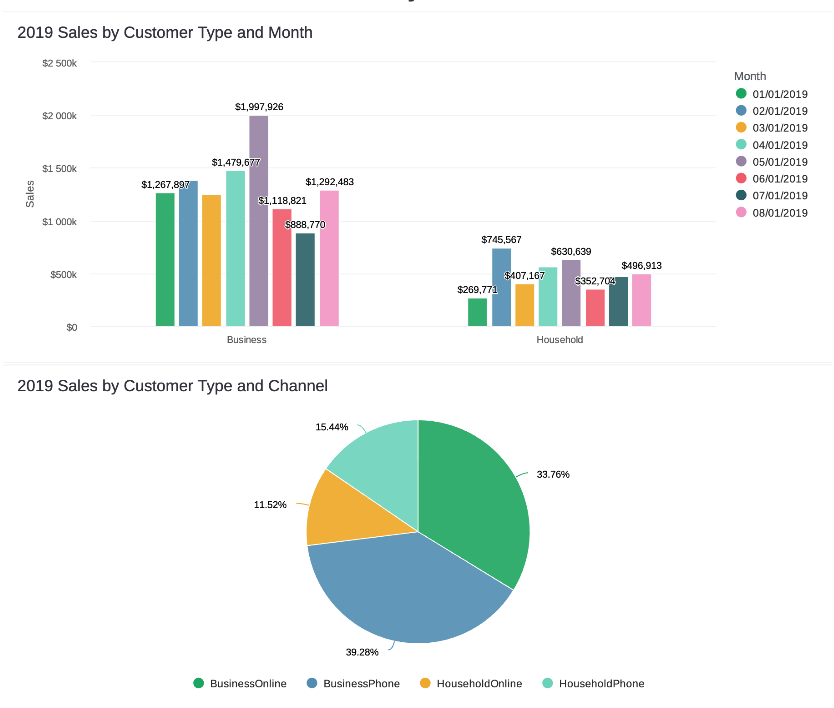 2019 Sales by Customer Type and Month
$2 500k
$2 000k
$1 500k
$1 000k
$500k
$0
Sales
$1,267,897
$1,479,677
$1,997,926
$1,118,821
$888,770
$1,292,483
$269,771
$745,567
$407,167
$630,639
$352,704
$496,913
Business
Household
Month
01/01/2019
02/01/2019
03/01/2019
04/01/2019
05/01/2019
06/01/2019
07/01/2019
08/01/2019
2019 Sales by Customer Type and Channel
15.44%
33.76%
11.52%
39.28%
BusinessOnline
BusinessPhone
HouseholdOnline
HouseholdPhone